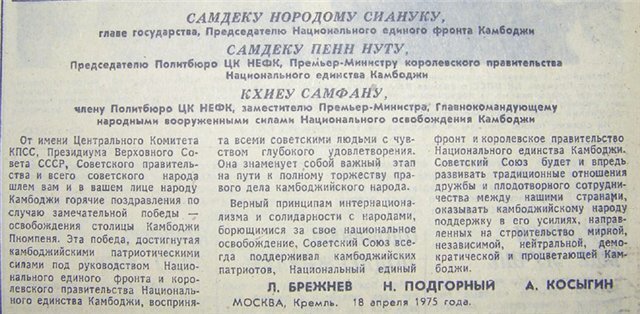 САМДЕКУ НОРОДОМУ СИАНУКУ,
главе государства, Председателю Национального единого фронта Камбоджи
САМДЕКУ ПЕНН НУТУ,
Председателю Политбюро ЦК НЕФК, Премьер-Министру королевского правительства
Национального единства Камбоджи
КХИЕУ САМФАНУ,
члену Политбюро ЦК НЕФК, заместителю Премьер-Министра, Главнокомандующему
народными вооруженными силами Национального освобождения Камбоджи
От имени Центрального Комитета
КПСС, Президиума Верховного Со-
вета СССР, Советского правитель-
ства и всего советского народа
шлем вам и в вашем лице народу
Камбоджи горячие поздравления по
случаю замечательной победы —
освобождения столицы Камбоджи
Пномпеня. Эта победа, достигнутая
камбоджийскими патриотическими
силами под руководством Нацио-
нального единого фронта и коро-
левского правительства Националь-
ного единства Камбоджи, восприня-
та всеми советскими людьми с чув-
ством глубокого удовлетворения.
Она знаменует собой важный этап
на пути к полному торжеству пра-
вого дела камбоджийского народа.
Верный принципам интернацио-
нализма и солидарности с народами,
борющимися за свое национальное
освобождение, Советский Союз все-
гда поддерживал камбоджийских
патриотов, Национальный единый
фронт и королевское правительство
Национального единства Камбоджи.
Советский Союз будет и впредь
развивать традиционные отношения
дружбы и плодотворного сотрудни-
чества между нашими странами,
оказывать камбоджийскому народу
поддержку в его усилиях, направлен-
ных на строительство мирной,
независимой, нейтральной, демо-
кратической и процветающей Кам-
боджи.
Л. БРЕЖНЕВ Н. ПОДГОРНЫЙ А. КОСЫГИН
МОСКВА, Кремль. 18 апреля 1975 года.